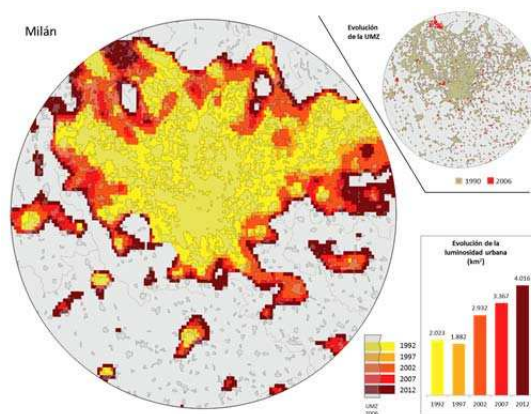 Milán
Evolución
de la UMZ
1990 2006
Evolución de la
luminosidad urbana
(km²)
2.023
1.882
2.932
3.367
4.016
1992 1997 2002 2007 2012
1992
1997
2002
2007
2012
UMZ
2006